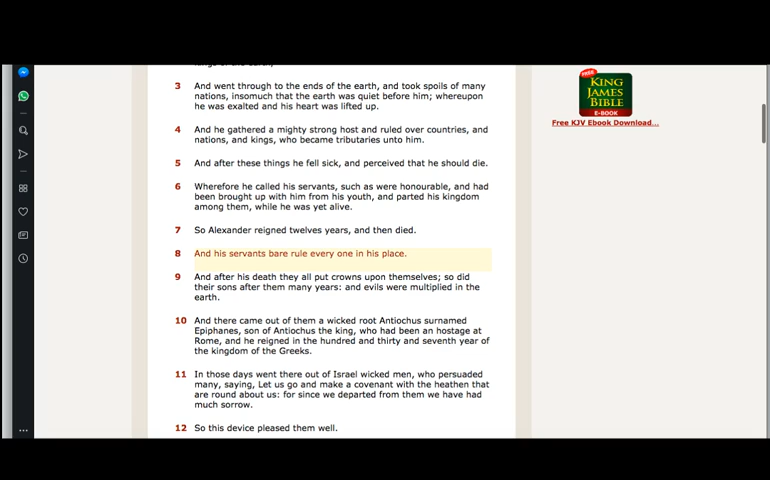 kings of the earth,
3 And went through to the ends of the earth, and took spoils of many
nations, insomuch that the earth was quiet before him; whereupon
he was exalted and his heart was lifted up.
4 And he gathered a mighty strong host and ruled over countries, and
nations, and kings, who became tributaries unto him.
5 And after these things he fell sick, and perceived that he should die.
6 Wherefore he called his servants, such as were honourable, and had
been brought up with him from his youth, and parted his kingdom
among them, while he was yet alive.
7 So Alexander reigned twelves years, and then died.
8 And his servants bare rule every one in his place.
9 And after his death they all put crowns upon themselves; so did
their sons after them many years: and evils were multiplied in the
earth.
10 And there came out of them a wicked root Antiochus surnamed
Epiphanes, son of Antiochus the king, who had been an hostage at
Rome, and he reigned in the hundred and thirty and seventh year of
the kingdom of the Greeks.
11 In those days went there out of Israel wicked men, who persuaded
many, saying, Let us go and make a covenant with the heathen that
are round about us: for since we departed from them we have had
much sorrow.
12 So this device pleased them well.
FREE
KING
JAMES
BIBLE
E-BOOK
Free KJV Ebook Download...